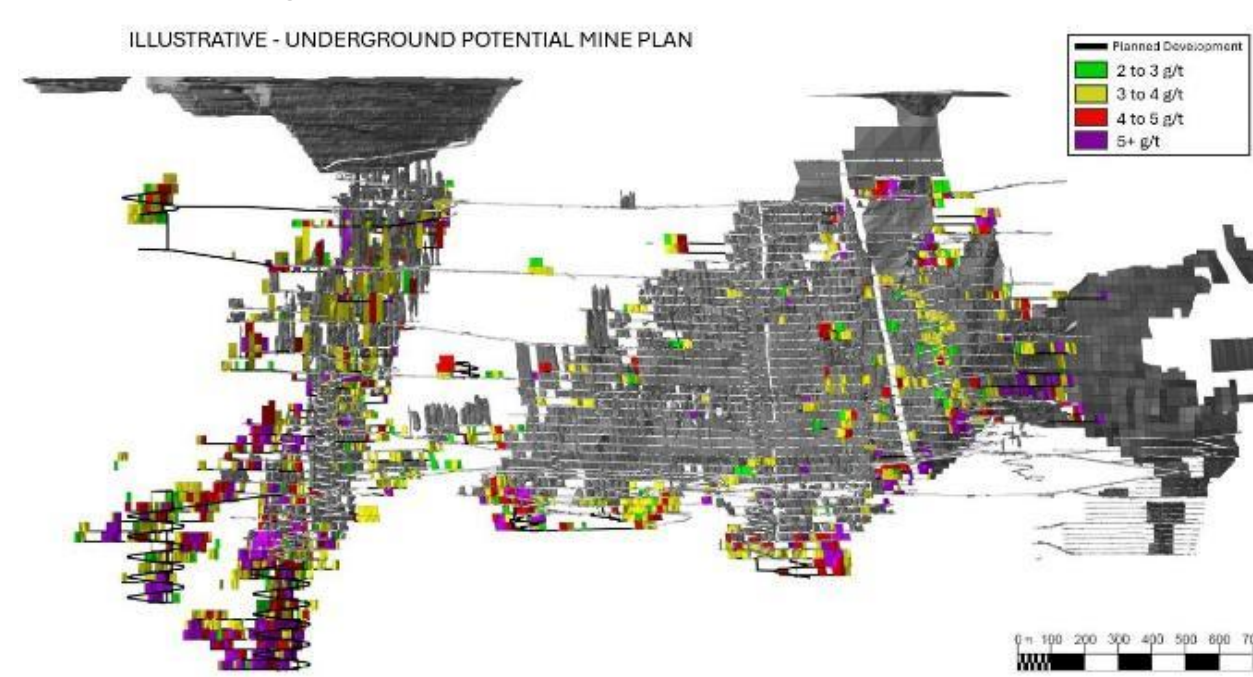 ILLUSTRATIVE - UNDERGROUND POTENTIAL MINE PLAN
Planned Development
2 to 3 g/t
3 to 4 g/t
4 to 5 g/t
5+ g/t
0 m 100 200 300 400 500 600 70